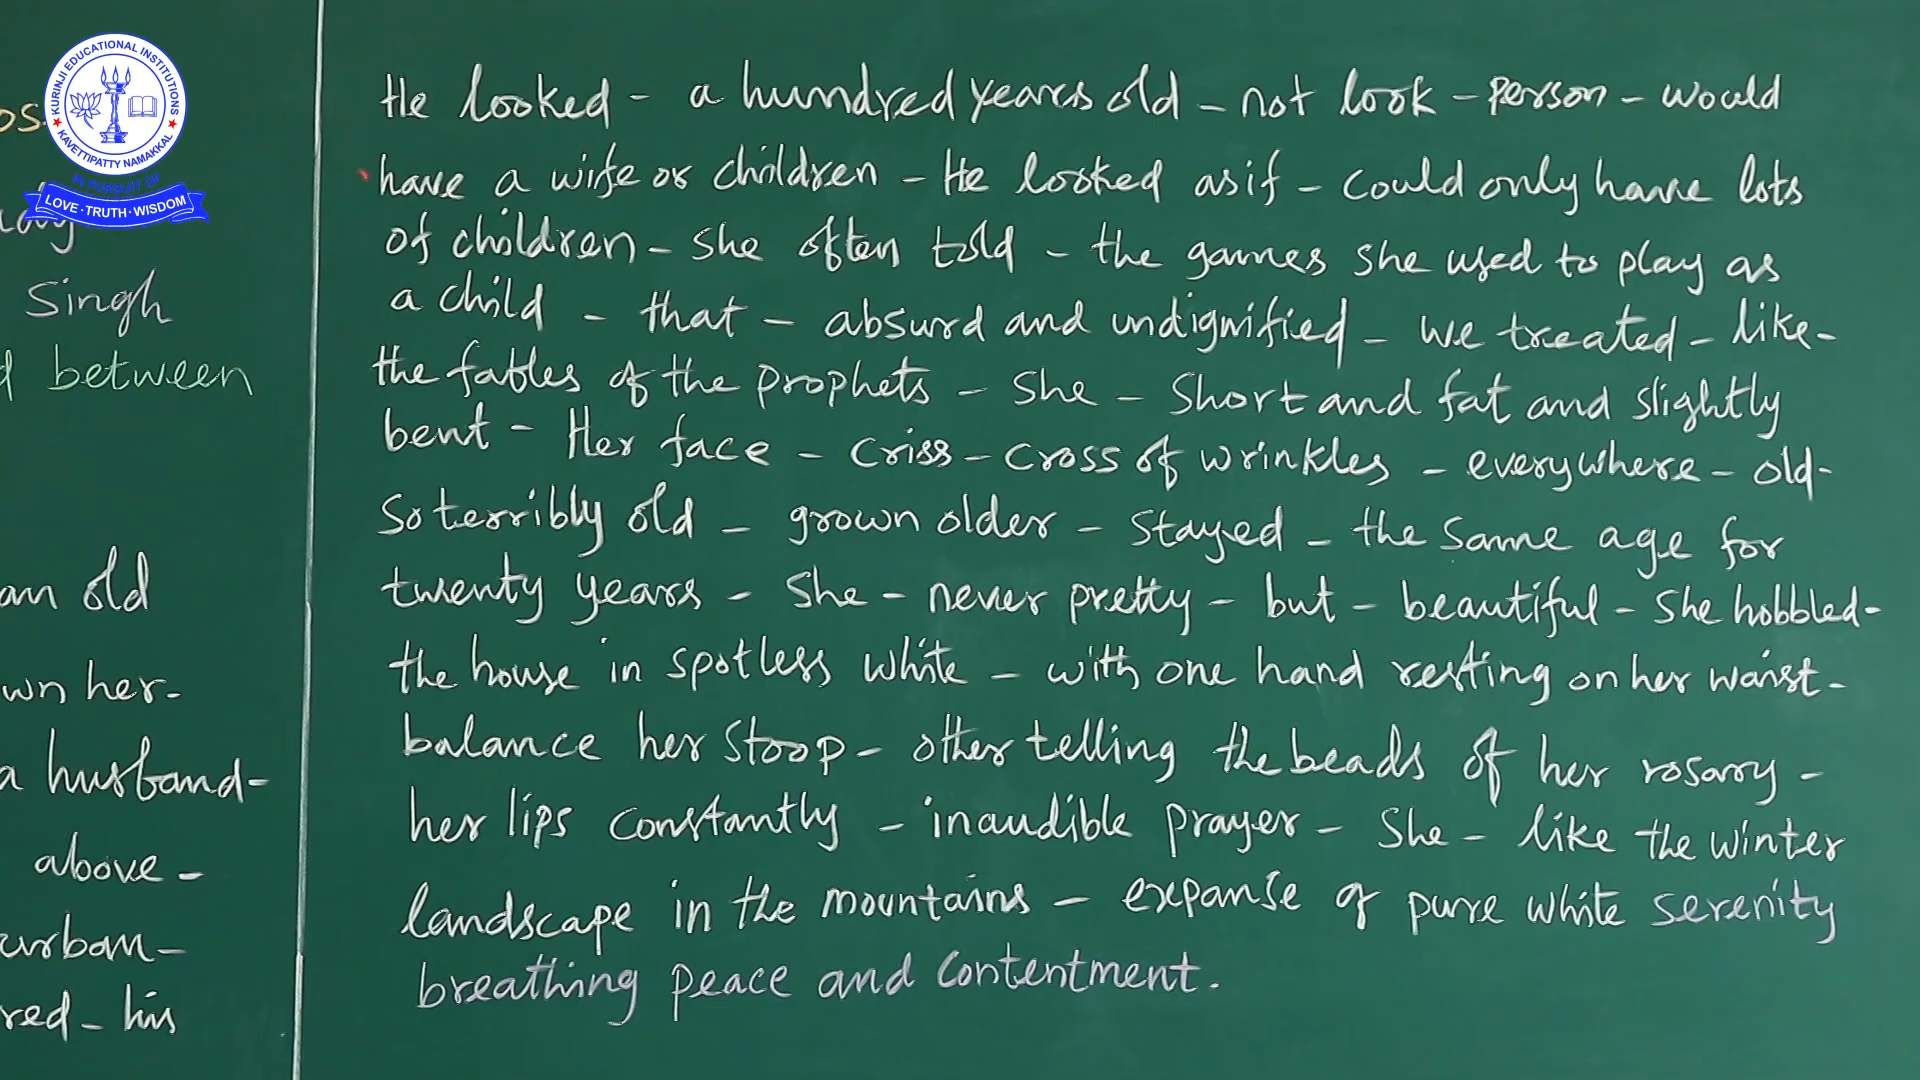 KURINJI EDUCATIONAL INSTITUTIONS
KAVETTIPATTY NAMAKKAL
IN PURSUIT OF
LOVE · TRUTH · WISDOM
Singh
between
am old
wn her-
a husband-
above -
urban -
red - his
He looked - a hundred years old - not look - person - would
have a wife or children - He looked as if - could only have lots
of children - she often told - the games she used to play as
a child - that - absurd and undignified - we treated - like -
the fables of the prophets - She - Short and fat and slightly
bent - Her face - criss - cross of wrinkles - everywhere - old -
So terribly old - grown older - stayed - the same age for
twenty years - She - never pretty - but - beautiful - She hobbled -
the house in spotless white - with one hand resting on her waist -
balance her stoop - other telling the beads of her rosary -
her lips constantly - inaudible prayer - She - like the winter
landscape in the mountains - expanse of pure white serenity
breathing peace and contentment.